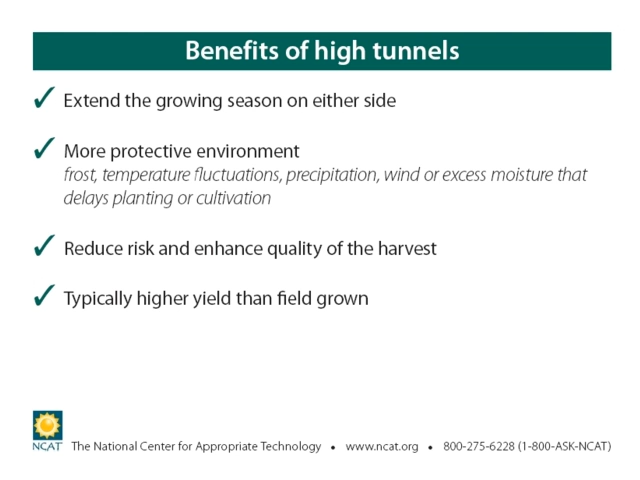 Benefits of high tunnels
✓ Extend the growing season on either side
✓ More protective environment
frost, temperature fluctuations, precipitation, wind or excess moisture that
delays planting or cultivation
✓ Reduce risk and enhance quality of the harvest
✓ Typically higher yield than field grown
NCAT The National Center for Appropriate Technology • www.ncat.org • 800-275-6228 (1-800-ASK-NCAT)